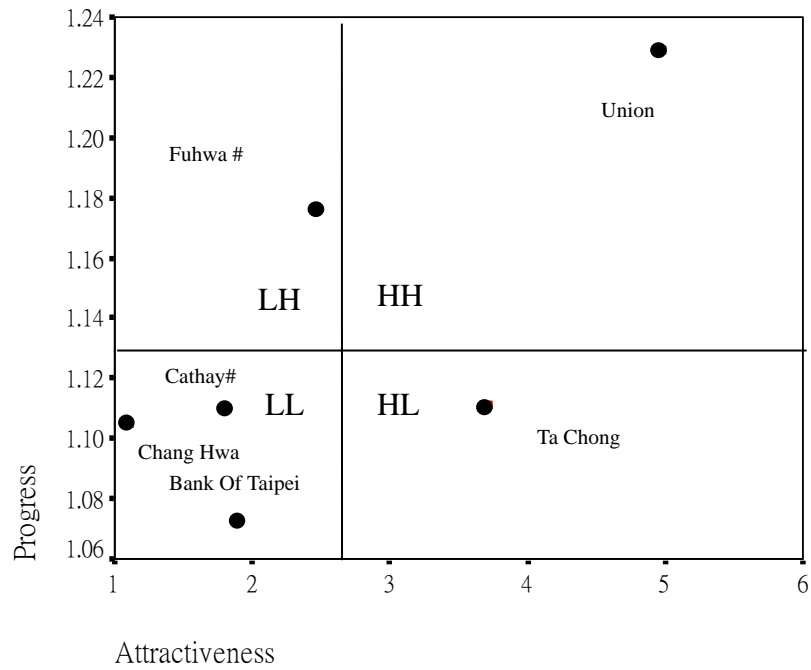 1.24
1.22
Union
1.20
Fuhwa #
1.18
1.16
LH HH
1.14
1.12
Cathay#
LL HL
1.10
Ta Chong
Chang Hwa
1.08
Bank Of Taipei
1.06
Progress
1 2 3 4 5 6
Attractiveness